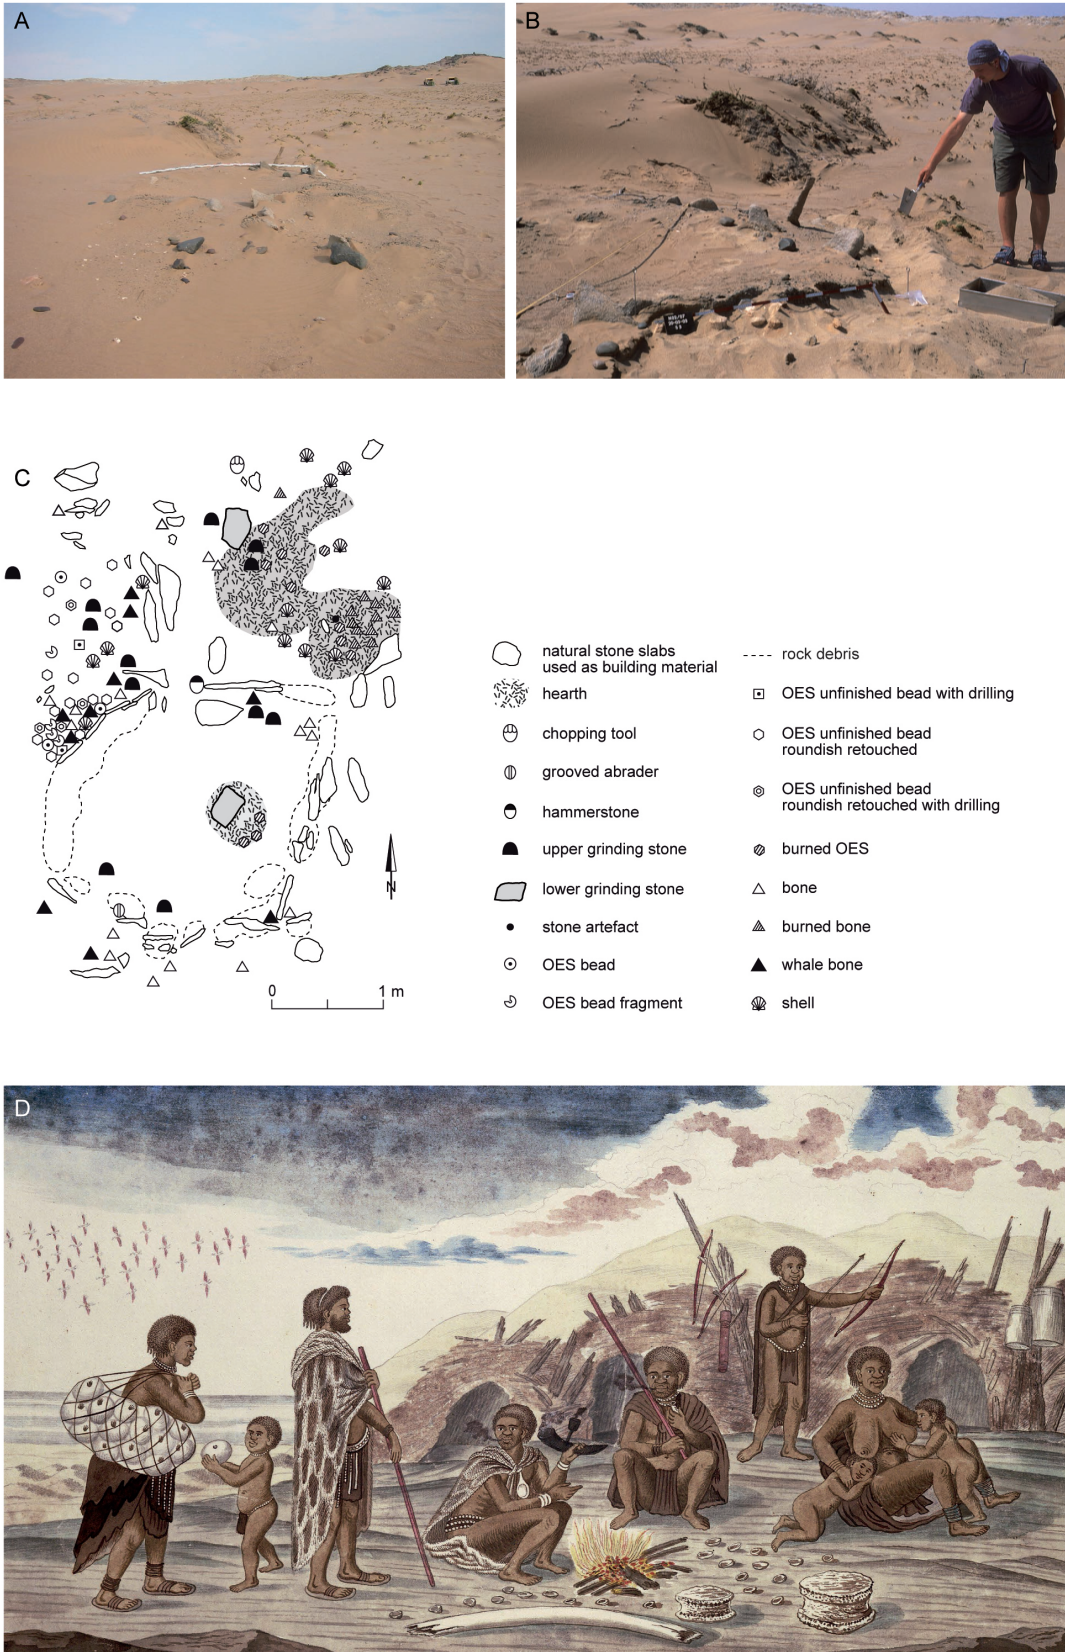 A
B
C
natural stone slabs
used as building material
hearth
chopping tool
grooved abrader
hammerstone
upper grinding stone
lower grinding stone
stone artefact
OES bead
OES bead fragment
rock debris
OES unfinished bead with drilling
OES unfinished bead
roundish retouched
OES unfinished bead
roundish retouched with drilling
burned OES
bone
burned bone
whale bone
shell
N
0 1 m
D